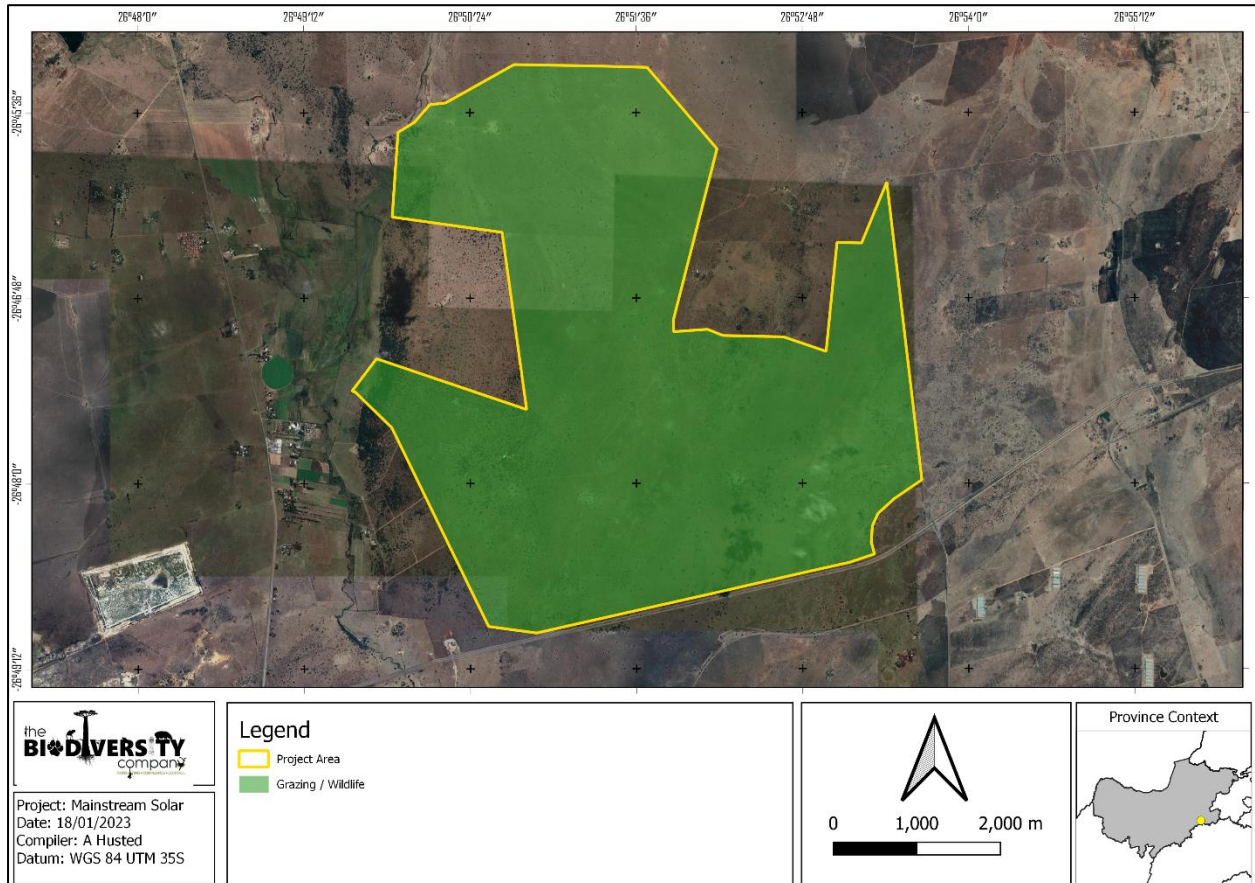 26°48'0" 26°49'12" 26°50'24" 26°51'36" 26°52'48" 26°54'0" 26°55'12"
-26°45'36"
-26°46'48"
-26°48'0"
-26°49'12"
the
BIODIVERSITY
company
Project: Mainstream Solar
Date: 18/01/2023
Compiler: A Husted
Datum: WGS 84 UTM 35S
Legend
Project Area
Grazing / Wildlife
0 1,000 2,000 m
Province Context